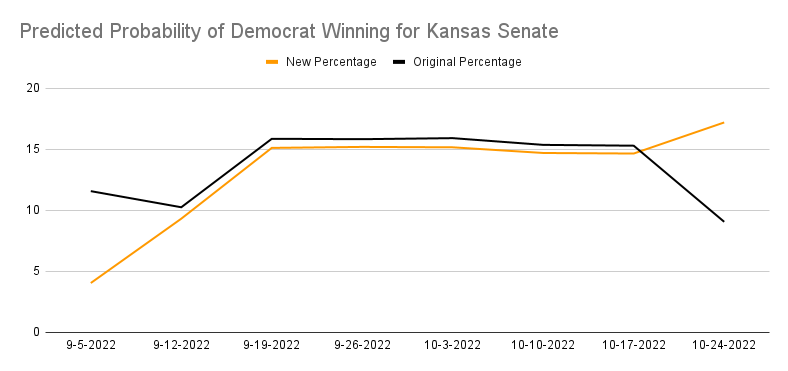 Predicted Probability of Democrat Winning for Kansas Senate
New Percentage Original Percentage
20
15
10
5
0
9-5-2022 9-12-2022 9-19-2022 9-26-2022 10-3-2022 10-10-2022 10-17-2022 10-24-2022